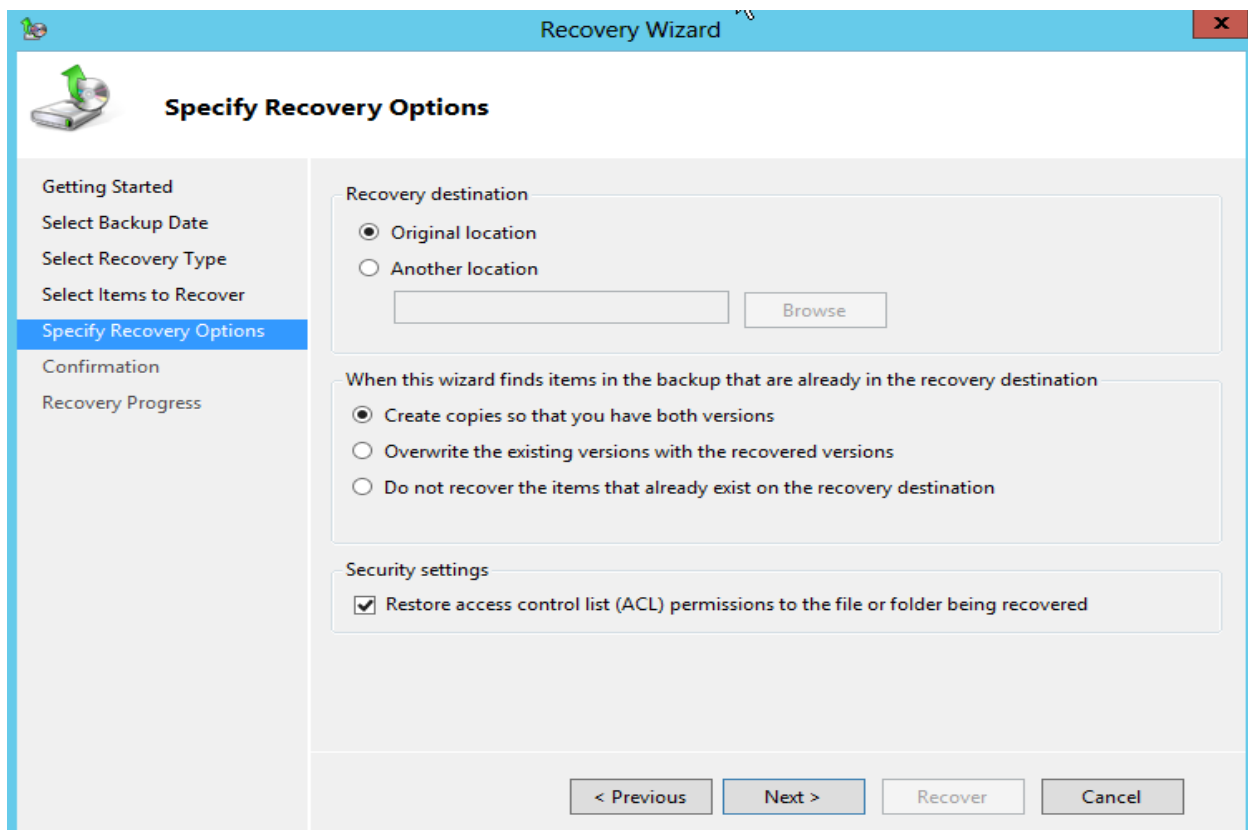 Recovery Wizard
x
Specify Recovery Options
Getting Started
Select Backup Date
Select Recovery Type
Select Items to Recover
Specify Recovery Options
Confirmation
Recovery Progress
Recovery destination
Original location
Another location
Browse
When this wizard finds items in the backup that are already in the recovery destination
Create copies so that you have both versions
Overwrite the existing versions with the recovered versions
Do not recover the items that already exist on the recovery destination
Security settings
Restore access control list (ACL) permissions to the file or folder being recovered
< Previous
Next >
Recover
Cancel